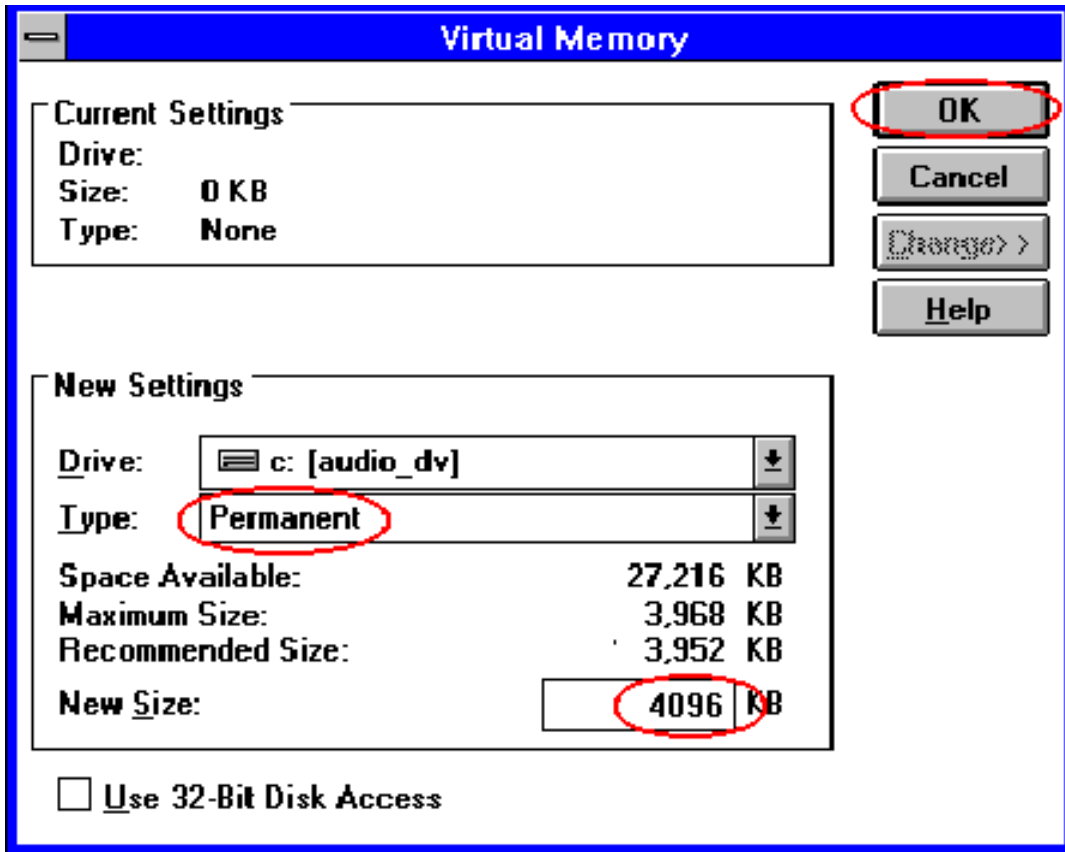 Virtual Memory
Current Settings
Drive:
Size: 0 KB
Type: None
OK
Cancel
Change>>
Help
New Settings
Drive: c: [audio_dv]
Type: Permanent
Space Available: 27,216 KB
Maximum Size: 3,968 KB
Recommended Size: 3,952 KB
New Size: 4096 KB
Use 32-Bit Disk Access